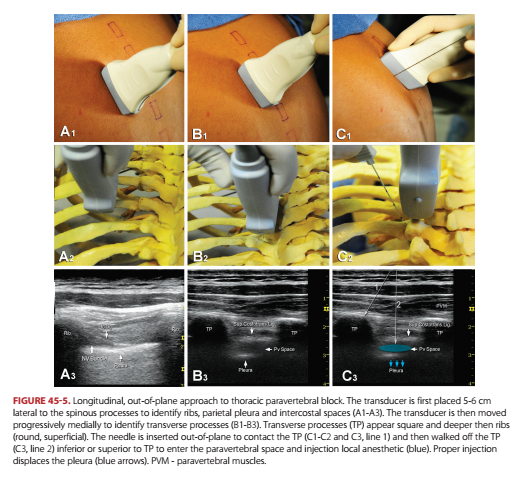 A1
B1
C1
A2
B2
C2
Rib
Rib
NV Bundle
Pleura
A3
TP
Sup Costotrans Lig.
TP
Pv Space
Pleura
1
2
3
B3
1
2
PVM
TP
Sup Costotrans Lig.
TP
Pv Space
Pleura
1
2
3
C3
FIGURE 45-5. Longitudinal, out-of-plane approach to thoracic paravertebral block. The transducer is first placed 5-6 cm
lateral to the spinous processes to identify ribs, parietal pleura and intercostal spaces (A1-A3). The transducer is then moved
progressively medially to identify transverse processes (B1-B3). Transverse processes (TP) appear square and deeper then ribs
(round, superficial). The needle is inserted out-of-plane to contact the TP (C1-C2 and C3, line 1) and then walked off the TP
(C3, line 2) inferior or superior to TP to enter the paravertebral space and injection local anesthetic (blue). Proper injection
displaces the pleura (blue arrows). PVM - paravertebral muscles.